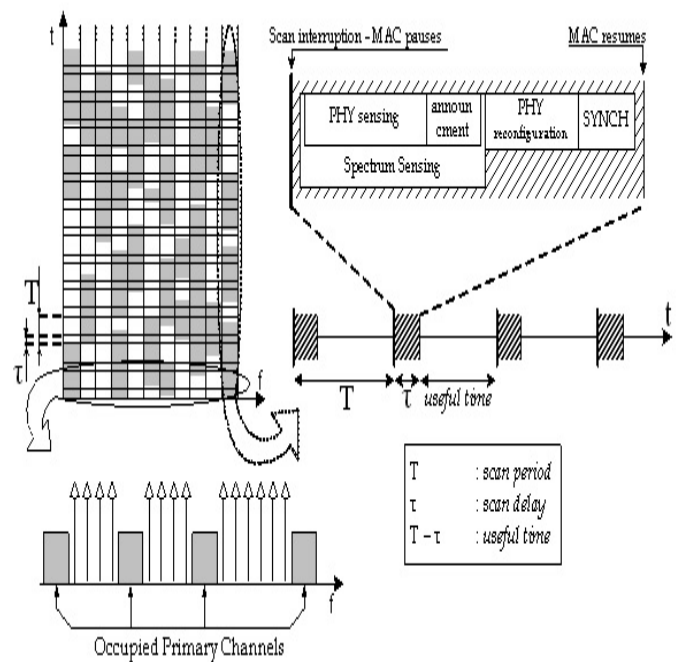 t
Scan interruption - MAC pauses
MAC resumes
PHY sensing
announ
cment
PHY
reconfiguration
SYNCH
Spectrum Sensing
T
τ
f
t
T
τ
useful time
T : scan period
τ : scan delay
T – τ : useful time
f
Occupied Primary Channels